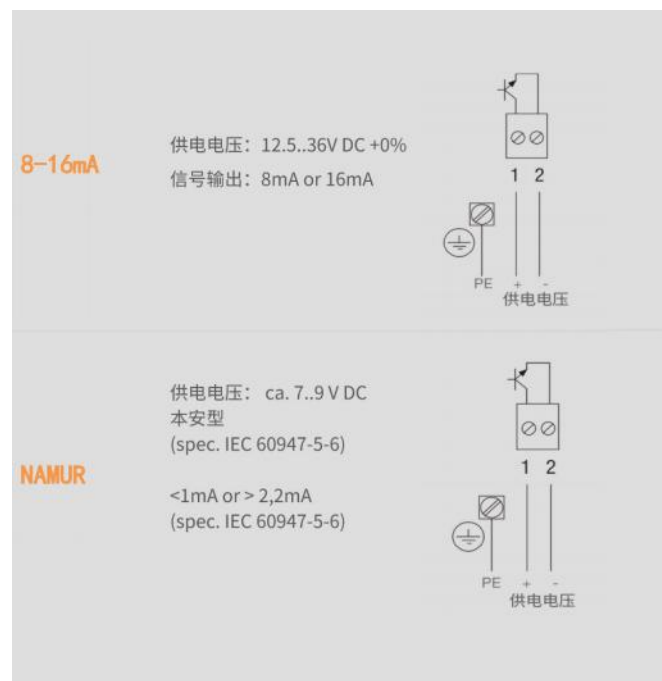 8-16mA
供电电压：12.5..36V DC +0%
信号输出：8mA or 16mA
1 2
PE + -
供电电压
NAMUR
供电电压： ca. 7..9 V DC
本安型
(spec. IEC 60947-5-6)
<1mA or > 2,2mA
(spec. IEC 60947-5-6)
1 2
PE + -
供电电压